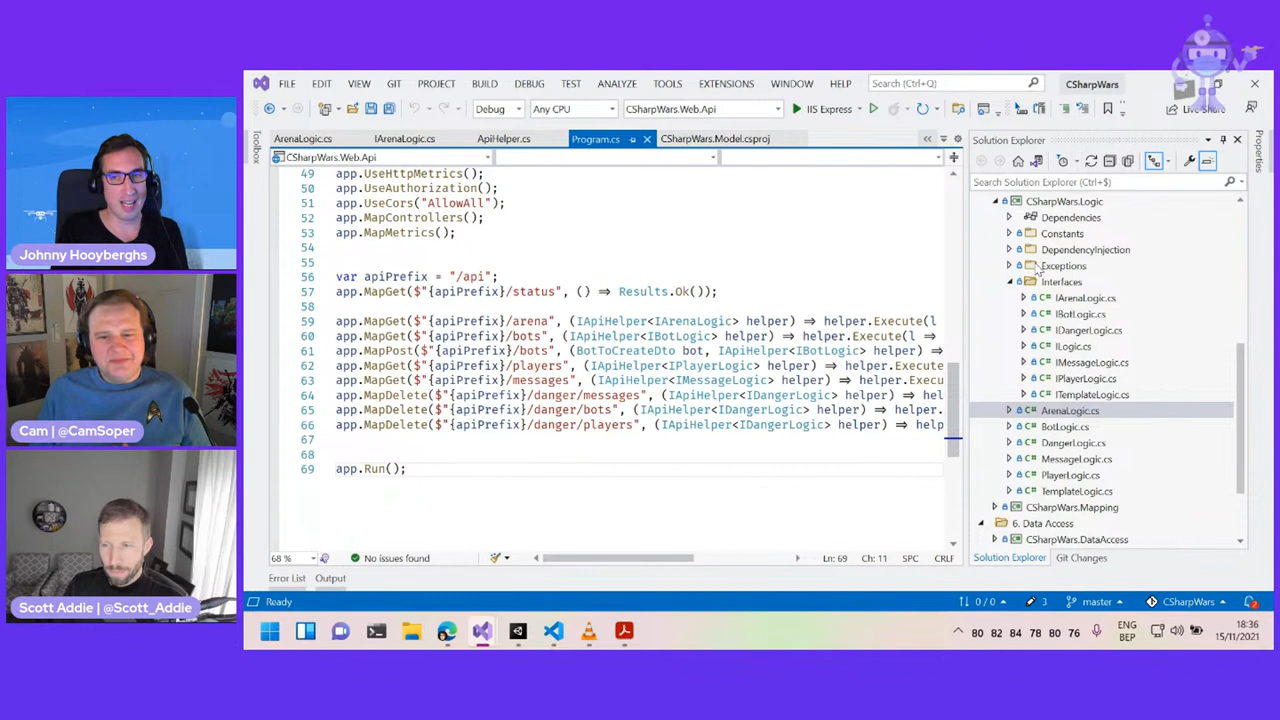 Johnny Hooyberghs
Cam | @CamSoper
Scott Addie | @Scott_Addie
FILE EDIT VIEW GIT PROJECT BUILD DEBUG TEST ANALYZE TOOLS EXTENSIONS WINDOW HELP Search (Ctrl+Q) CSharpWars
Debug Any CPU CSharpWars.Web.Api IIS Express Live Share
Toolbox
ArenaLogic.cs IArenaLogic.cs ApiHelper.cs Program.cs CSharpWars.Model.csproj
CSharpWars.Web.Api
49 app.UseHttpMetrics();
50 app.UseAuthorization();
51 app.UseCors("AllowAll");
52 app.MapControllers();
53 app.MapMetrics();
54
55
56 var apiPrefix = "/api";
57 app.MapGet($"{apiPrefix}/status", () => Results.Ok());
58
59 app.MapGet($"{apiPrefix}/arena", (IApiHelper<IArenaLogic> helper) => helper.Execute(l
60 app.MapGet($"{apiPrefix}/bots", (IApiHelper<IBotLogic> helper) => helper.Execute(l =>
61 app.MapPost($"{apiPrefix}/bots", (BotToCreateDto bot, IApiHelper<IBotLogic> helper) =>
62 app.MapGet($"{apiPrefix}/players", (IApiHelper<IPlayerLogic> helper) => helper.Execute
63 app.MapGet($"{apiPrefix}/messages", (IApiHelper<IMessageLogic> helper) => helper.Execu
64 app.MapDelete($"{apiPrefix}/danger/messages", (IApiHelper<IDangerLogic> helper) => hel
65 app.MapDelete($"{apiPrefix}/danger/bots", (IApiHelper<IDangerLogic> helper) => helper.
66 app.MapDelete($"{apiPrefix}/danger/players", (IApiHelper<IDangerLogic> helper) => help
67
68
69 app.Run();
68 % No issues found Ln: 69 Ch: 11 SPC CRLF
Error List Output
Solution Explorer
Search Solution Explorer (Ctrl+$)
CSharpWars.Logic
Dependencies
Constants
DependencyInjection
Exceptions
Interfaces
IArenaLogic.cs
IBotLogic.cs
IDangerLogic.cs
ILogic.cs
IMessageLogic.cs
IPlayerLogic.cs
ITemplateLogic.cs
ArenaLogic.cs
BotLogic.cs
DangerLogic.cs
MessageLogic.cs
PlayerLogic.cs
TemplateLogic.cs
CSharpWars.Mapping
6. Data Access
CSharpWars.DataAccess
Solution Explorer Git Changes
Properties
Ready 0 / 0 3 master CSharpWars 2
80 82 84 78 80 76 ENG 18:36
BEP 15/11/2021